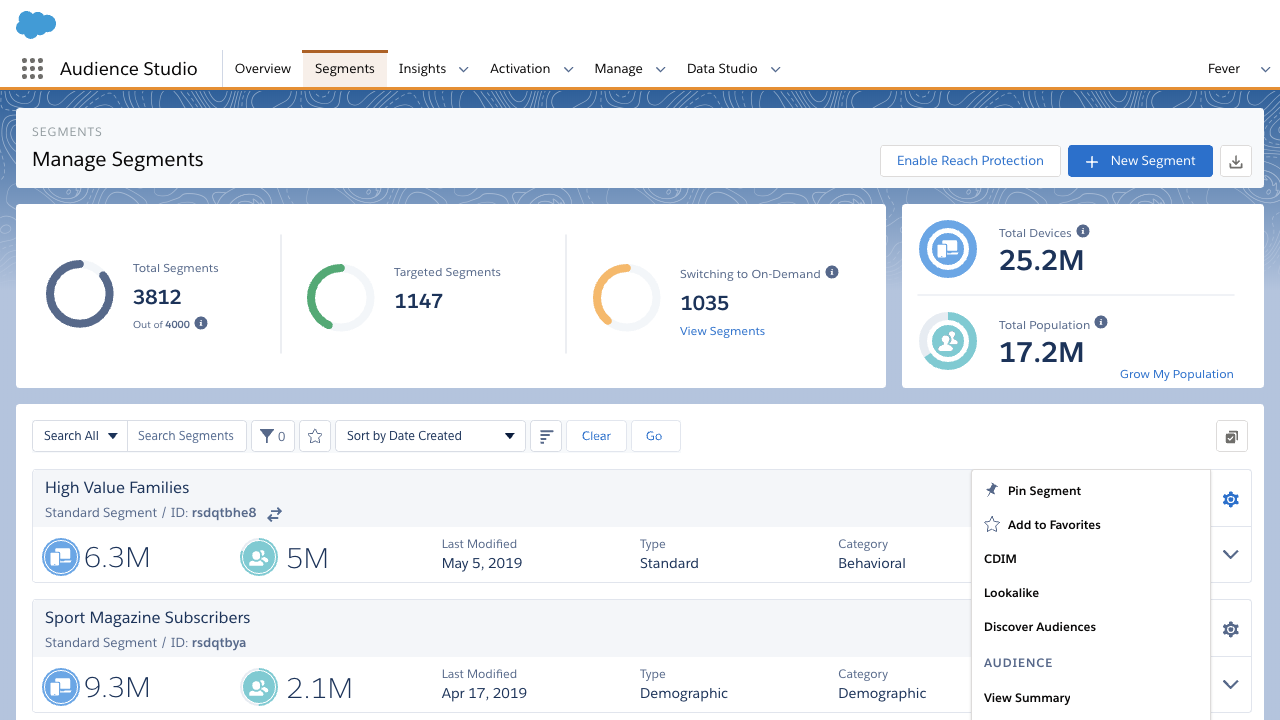 Audience Studio
Overview
Segments
Insights
Activation
Manage
Data Studio
Fever
SEGMENTS
Manage Segments
Enable Reach Protection
New Segment
Total Segments
3812
Out of 4000
Targeted Segments
1147
Switching to On-Demand
1035
View Segments
Total Devices
25.2M
Total Population
17.2M
Grow My Population
Search All
Search Segments
0
Sort by Date Created
Clear
Go
High Value Families
Standard Segment / ID: rsdqtbhe8
6.3M
5M
Last Modified
May 5, 2019
Type
Standard
Category
Behavioral
Pin Segment
Add to Favorites
CDIM
Lookalike
Discover Audiences
AUDIENCE
View Summary
Sport Magazine Subscribers
Standard Segment / ID: rsdqtbya
9.3M
2.1M
Last Modified
Apr 17, 2019
Type
Demographic
Category
Demographic